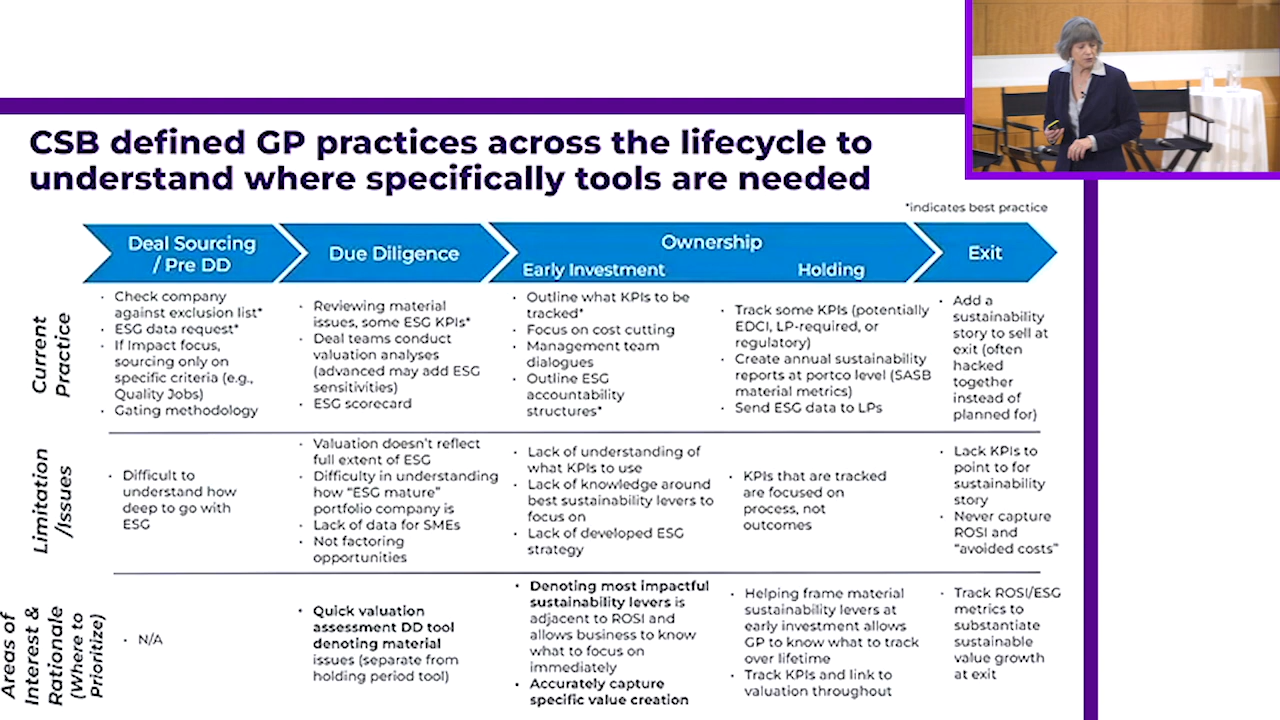 CSB defined GP practices across the lifecycle to
understand where specifically tools are needed
*indicates best practice
Deal Sourcing
/ Pre DD
Due Diligence
Ownership
Early Investment
Holding
Exit
Current
Practice
• Check company
against exclusion list*
• ESG data request*
• If Impact focus,
sourcing only on
specific criteria (e.g.,
Quality Jobs)
• Gating methodology
• Reviewing material
issues, some ESG KPIs*
• Deal teams conduct
valuation analyses
(advanced may add ESG
sensitivities)
• ESG scorecard
• Outline what KPIs to be
tracked*
• Focus on cost cutting
• Management team
dialogues
• Outline ESG
accountability
structures*
• Track some KPIs (potentially
EDCI, LP-required, or
regulatory)
• Create annual sustainability
reports at portco level (SASB
material metrics)
• Send ESG data to LPs
• Add a
sustainability
story to sell at
exit (often
hacked
together
instead of
planned for)
Limitation
/Issues
• Difficult to
understand how
deep to go with
ESG
• Valuation doesn't reflect
full extent of ESG
• Difficulty in understanding
how “ESG mature”
portfolio company is
• Lack of data for SMEs
• Not factoring
opportunities
• Lack of understanding of
what KPIs to use
• Lack of knowledge around
best sustainability levers to
focus on
• Lack of developed ESG
strategy
• KPIs that are tracked
are focused on
process, not
outcomes
• Lack KPIs to
point to for
sustainability
story
• Never capture
ROSI and
“avoided costs”
Areas of
Interest &
Rationale
(Where to
Prioritize)
• N/A
• Quick valuation
assessment DD tool
denoting material
issues (separate from
holding period tool)
• Denoting most impactful
sustainability levers is
adjacent to ROSI and
allows business to know
what to focus on
immediately
• Accurately capture
specific value creation
• Helping frame material
sustainability levers at
early investment allows
GP to know what to track
over lifetime
• Track KPIs and link to
valuation throughout
• Track ROSI/ESG
metrics to
substantiate
sustainable
value growth
at exit